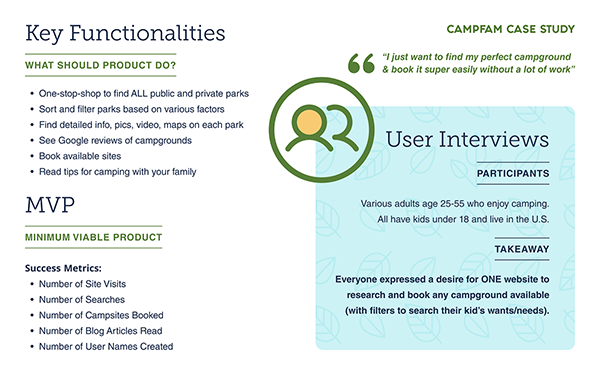 Key Functionalities
WHAT SHOULD PRODUCT DO?
• One-stop-shop to find ALL public and private parks
• Sort and filter parks based on various factors
• Find detailed info, pics, video, maps on each park
• See Google reviews of campgrounds
• Book available sites
• Read tips for camping with your family
MVP
MINIMUM VIABLE PRODUCT
Success Metrics:
• Number of Site Visits
• Number of Searches
• Number of Campsites Booked
• Number of Blog Articles Read
• Number of User Names Created
CAMPFAM CASE STUDY
“I just want to find my perfect campground
& book it super easily without a lot of work”
User Interviews
PARTICIPANTS
Various adults age 25-55 who enjoy camping.
All have kids under 18 and live in the U.S.
TAKEAWAY
Everyone expressed a desire for ONE website to
research and book any campground available
(with filters to search their kid’s wants/needs).